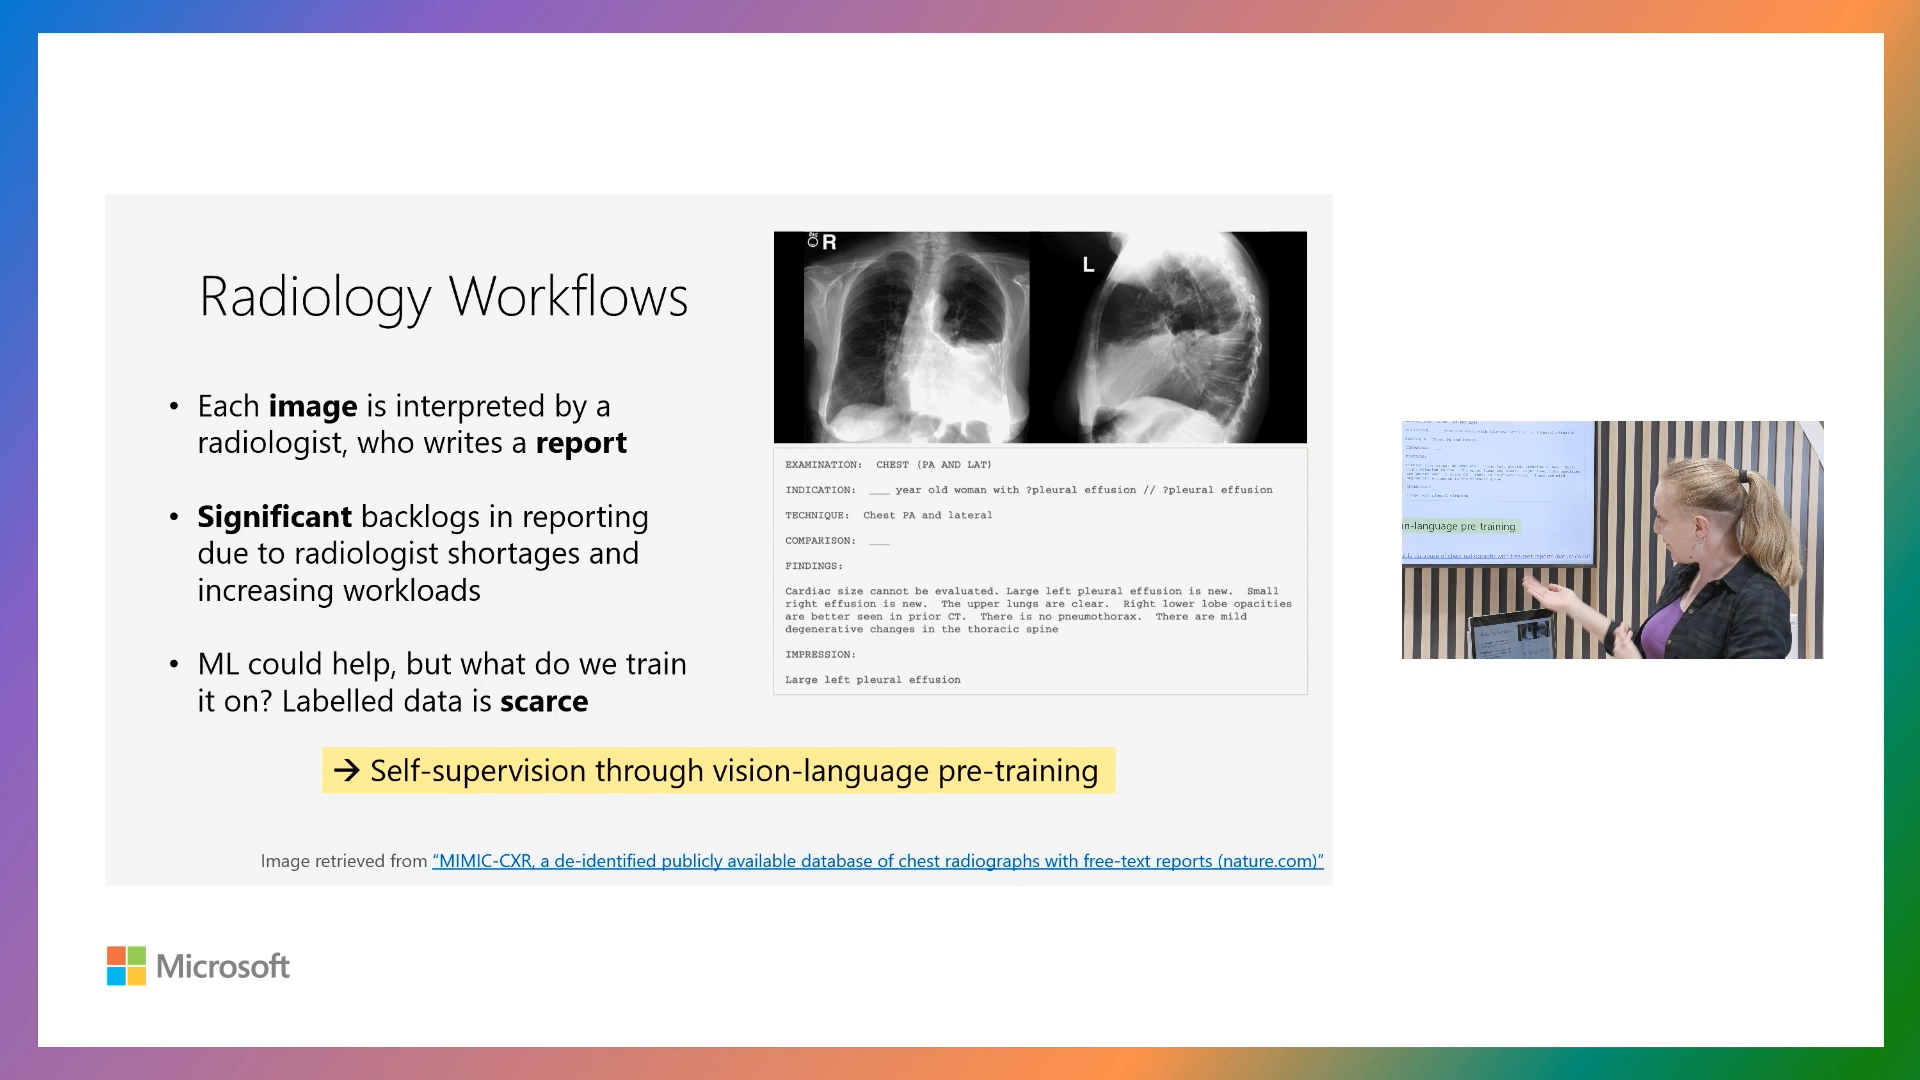 Radiology Workflows
• Each image is interpreted by a
radiologist, who writes a report
• Significant backlogs in reporting
due to radiologist shortages and
increasing workloads
• ML could help, but what do we train
it on? Labelled data is scarce
→ Self-supervision through vision-language pre-training
R
L
EXAMINATION: CHEST (PA AND LAT)
INDICATION: ___ year old woman with ?pleural effusion // ?pleural effusion
TECHNIQUE: Chest PA and lateral
COMPARISON: ___
FINDINGS:
Cardiac size cannot be evaluated. Large left pleural effusion is new. Small
right effusion is new. The upper lungs are clear. Right lower lobe opacities
are better seen in prior CT. There is no pneumothorax. There are mild
degenerative changes in the thoracic spine
IMPRESSION:
Large left pleural effusion
Image retrieved from "MIMIC-CXR, a de-identified publicly available database of chest radiographs with free-text reports (nature.com)"
n-language pre-training
Microsoft